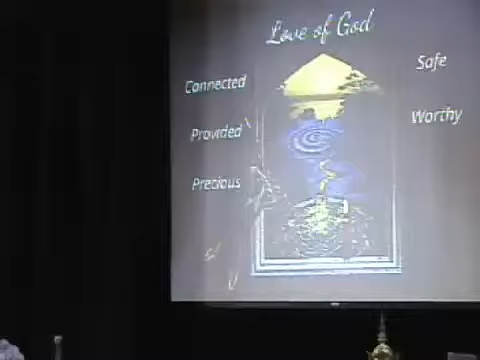 Love of God
Connected
Safe
Provided
Worthy
Precious